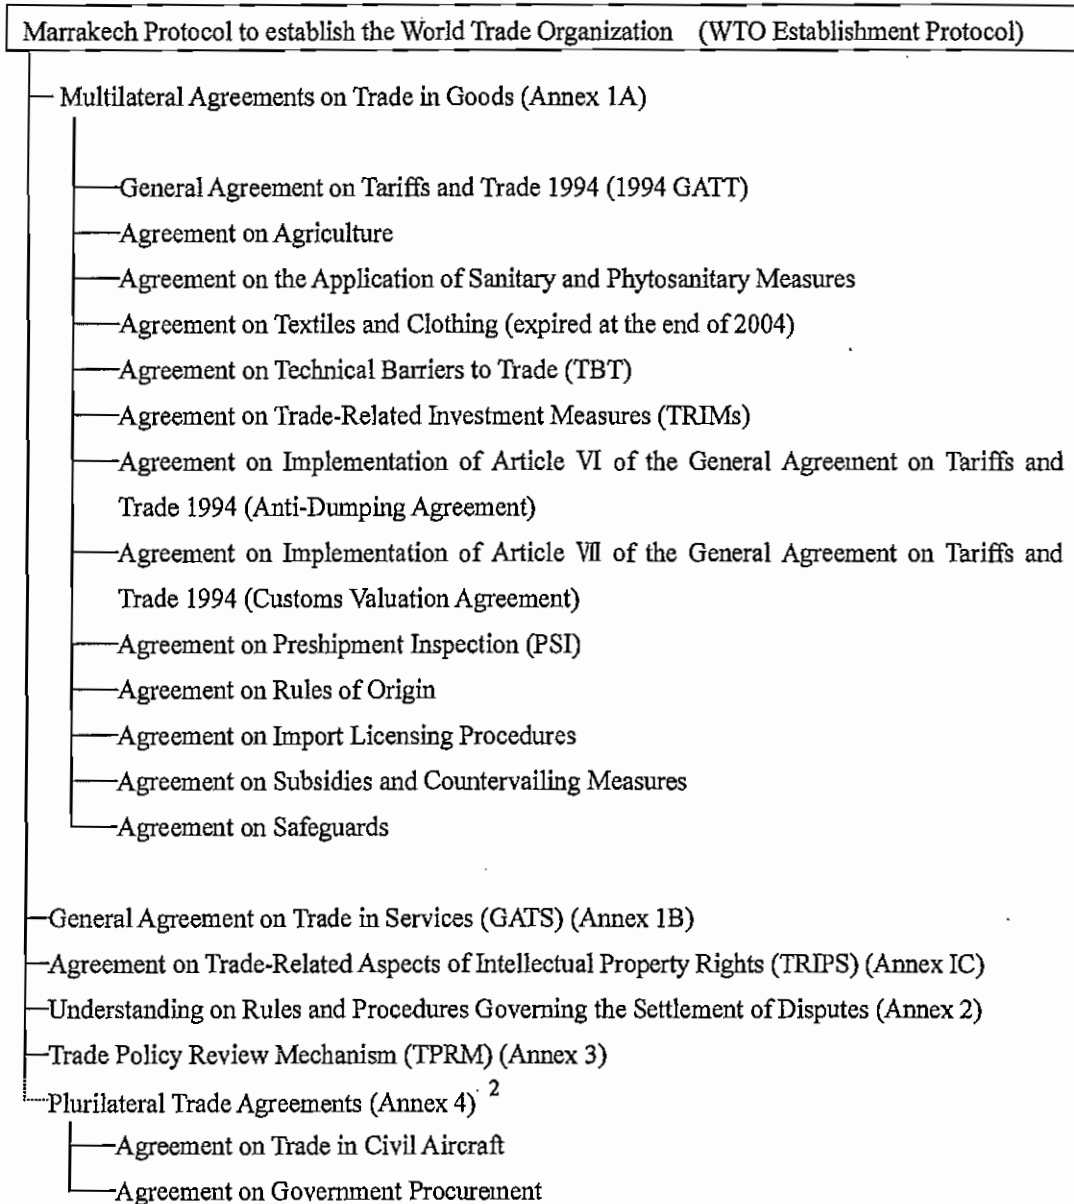 Marrakech Protocol to establish the World Trade Organization (WTO Establishment Protocol)
Multilateral Agreements on Trade in Goods (Annex 1A)
General Agreement on Tariffs and Trade 1994 (1994 GATT)
Agreement on Agriculture
Agreement on the Application of Sanitary and Phytosanitary Measures
Agreement on Textiles and Clothing (expired at the end of 2004)
Agreement on Technical Barriers to Trade (TBT)
Agreement on Trade-Related Investment Measures (TRIMs)
Agreement on Implementation of Article VI of the General Agreement on Tariffs and
Trade 1994 (Anti-Dumping Agreement)
Agreement on Implementation of Article Ⅶ of the General Agreement on Tariffs and
Trade 1994 (Customs Valuation Agreement)
Agreement on Preshipment Inspection (PSI)
Agreement on Rules of Origin
Agreement on Import Licensing Procedures
Agreement on Subsidies and Countervailing Measures
Agreement on Safeguards
General Agreement on Trade in Services (GATS) (Annex 1B)
Agreement on Trade-Related Aspects of Intellectual Property Rights (TRIPS) (Annex IC)
Understanding on Rules and Procedures Governing the Settlement of Disputes (Annex 2)
Trade Policy Review Mechanism (TPRM) (Annex 3)
Plurilateral Trade Agreements (Annex 4) 2
Agreement on Trade in Civil Aircraft
Agreement on Government Procurement